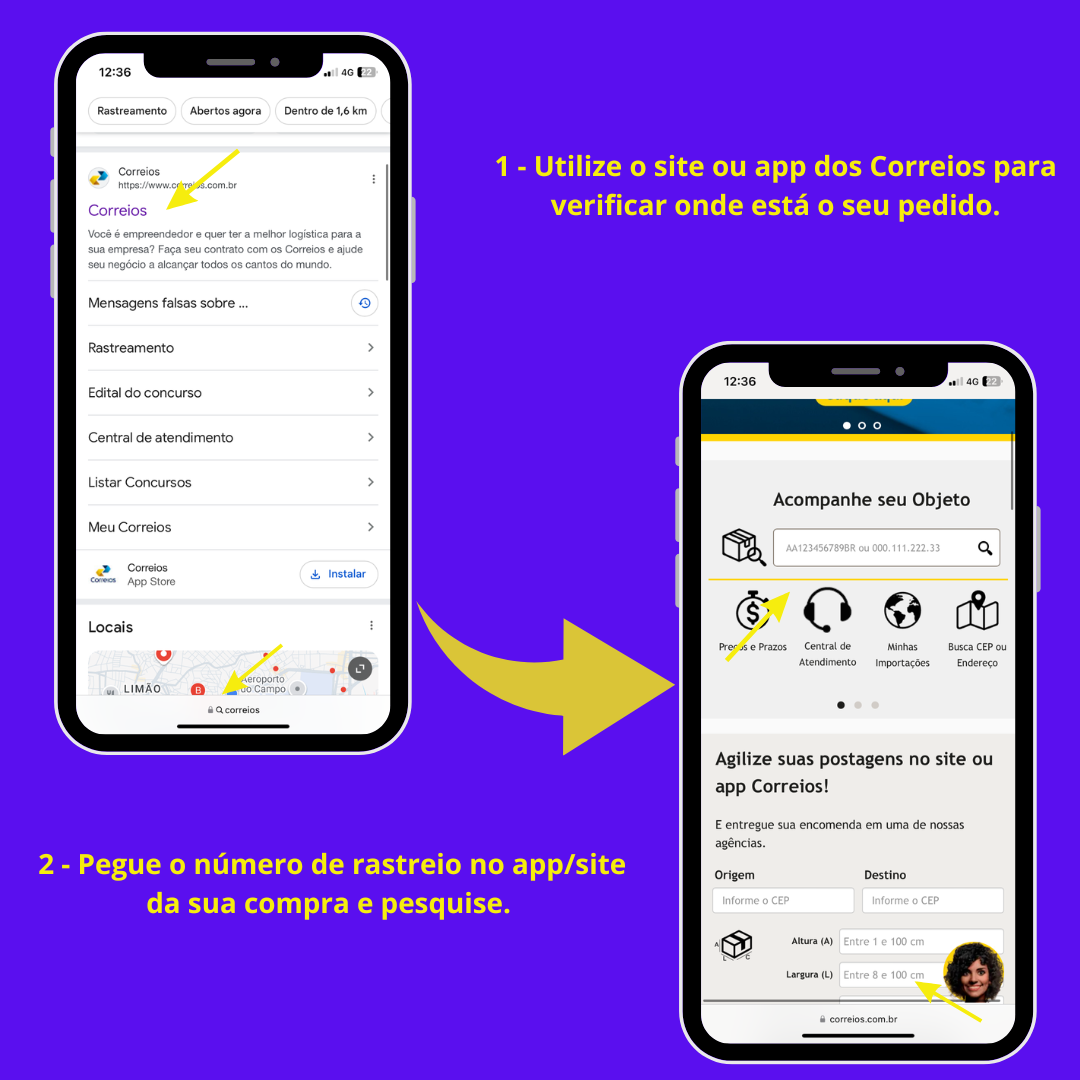 12:36
4G 22
Rastreamento
Abertos agora
Dentro de 1,6 km
Correios
https://www.correios.com.br
Correios
Você é empreendedor e quer ter a melhor logística para a
sua empresa? Faça seu contrato com os Correios e ajude
seu negócio a alcançar todos os cantos do mundo.
Mensagens falsas sobre ...
Rastreamento
Edital do concurso
Central de atendimento
Listar Concursos
Meu Correios
Correios
Correios
App Store
Instalar
Locais
LIMÃO
B
Aeroporto
do Campo
correios
1 - Utilize o site ou app dos Correios para
verificar onde está o seu pedido.
12:36
4G 22
Acompanhe seu Objeto
AA123456789BR ou 000.111.222.33
Preços e Prazos
Central de
Atendimento
Minhas
Importações
Busca CEP ou
Endereço
Agilize suas postagens no site ou
app Correios!
E entregue sua encomenda em uma de nossas
agências.
Origem
Destino
Informe o CEP
Informe o CEP
A
L
C
Altura (A)
Entre 1 e 100 cm
Largura (L)
Entre 8 e 100 cm
correios.com.br
2 - Pegue o número de rastreio no app/site
da sua compra e pesquise.